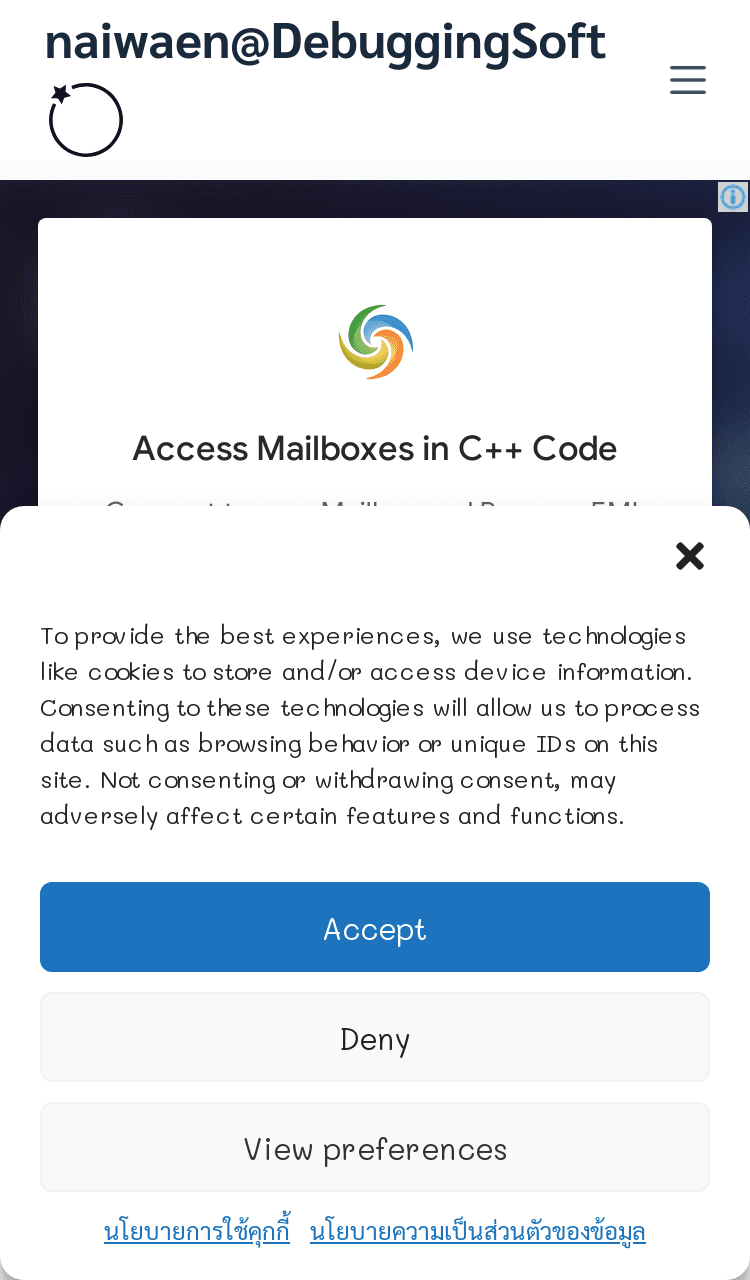 naiwaen@DebuggingSoft
Access Mailboxes in C++ Code
To provide the best experiences, we use technologies
like cookies to store and/or access device information.
Consenting to these technologies will allow us to process
data such as browsing behavior or unique IDs on this
site. Not consenting or withdrawing consent, may
adversely affect certain features and functions.
Accept
Deny
View preferences
นโยบายการใช้คุกกี้ นโยบายความเป็นส่วนตัวของข้อมูล